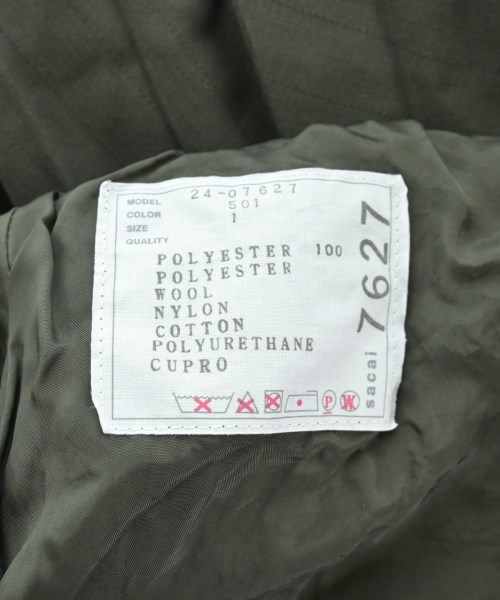 MODEL 24-07627
COLOR 501
SIZE 1
QUALITY
POLYESTER 100
POLYESTER
WOOL
NYLON
COTTON
POLYURETHANE
CUPRO
P W
sacai 7627